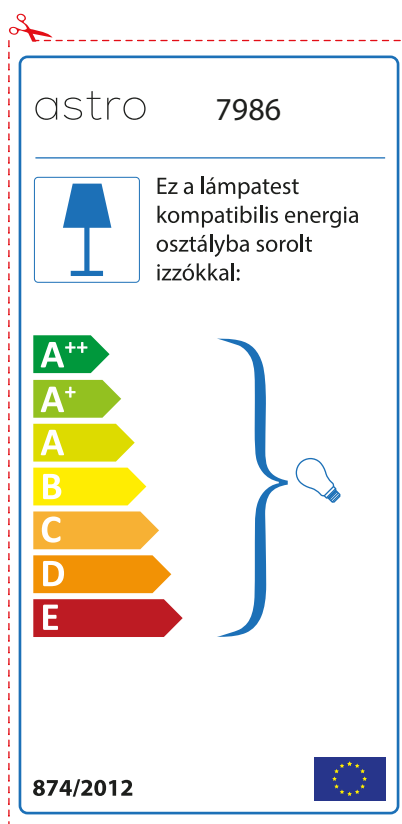 astro 7986
Ez a lámpatest
kompatibilis energia
osztályba sorolt
izzókkal:
A++
A+
A
B
C
D
E
874/2012